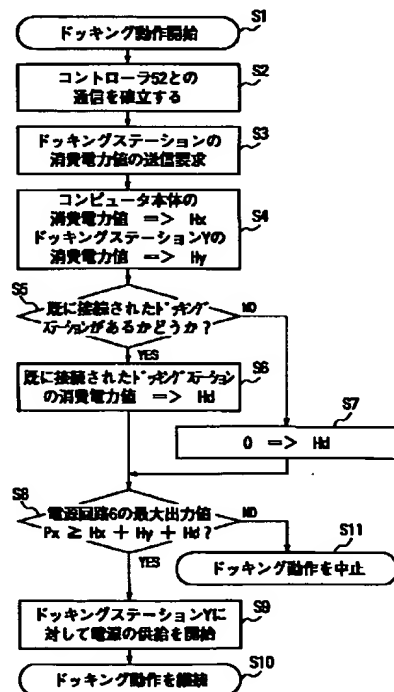 S1
ドッキング動作開始
S2
コントローラ52との
通信を確立する
S3
ドッキングステーションの
消費電力値の送信要求
S4
コンピュータ本体の
消費電力値 => Hx
ドッキングステーションYの
消費電力値 => Hy
S5
既に接続されたドッキング
ステーションがあるかどうか?
NO
YES
S6
既に接続されたドッキングステーション
の消費電力値 => Hd
S7
0 => Hd
S8
電源回路6の最大出力値
Px ≥ Hx + Hy + Hd ?
NO
YES
S11
ドッキング動作を中止
S9
ドッキングステーションYに
対して電源の供給を開始
S10
ドッキング動作を継続